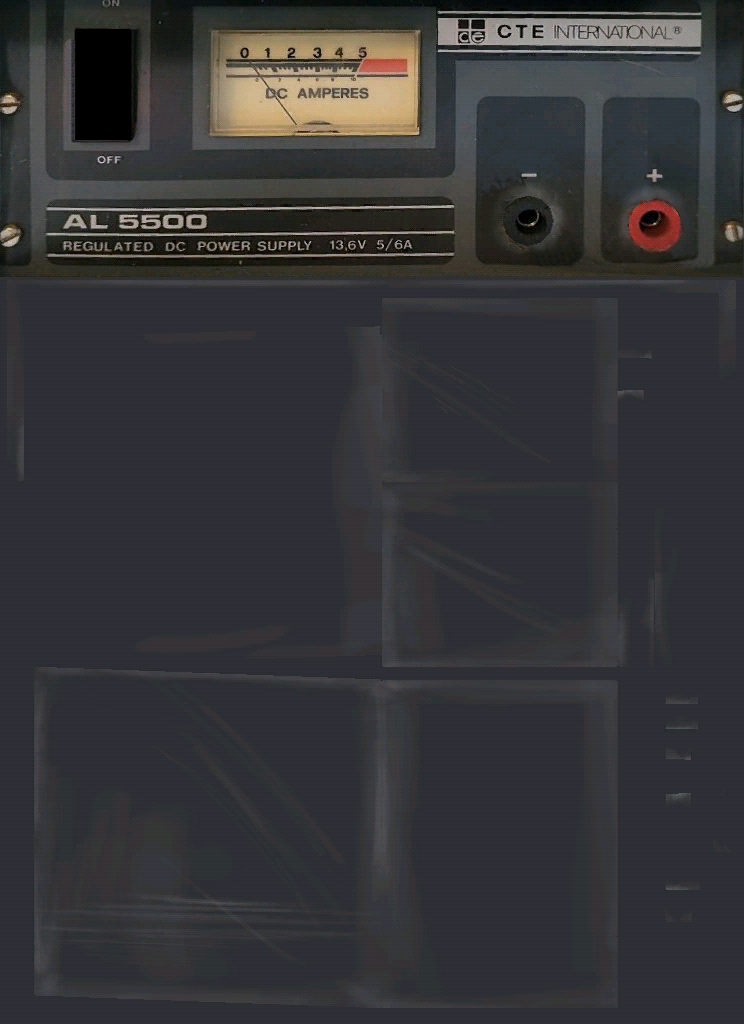 ON
OFF
0 1 2 3 4 5
DC AMPERES
CTE INTERNATIONAL®
−
+
AL 5500
REGULATED DC POWER SUPPLY 13,6V 5/6A